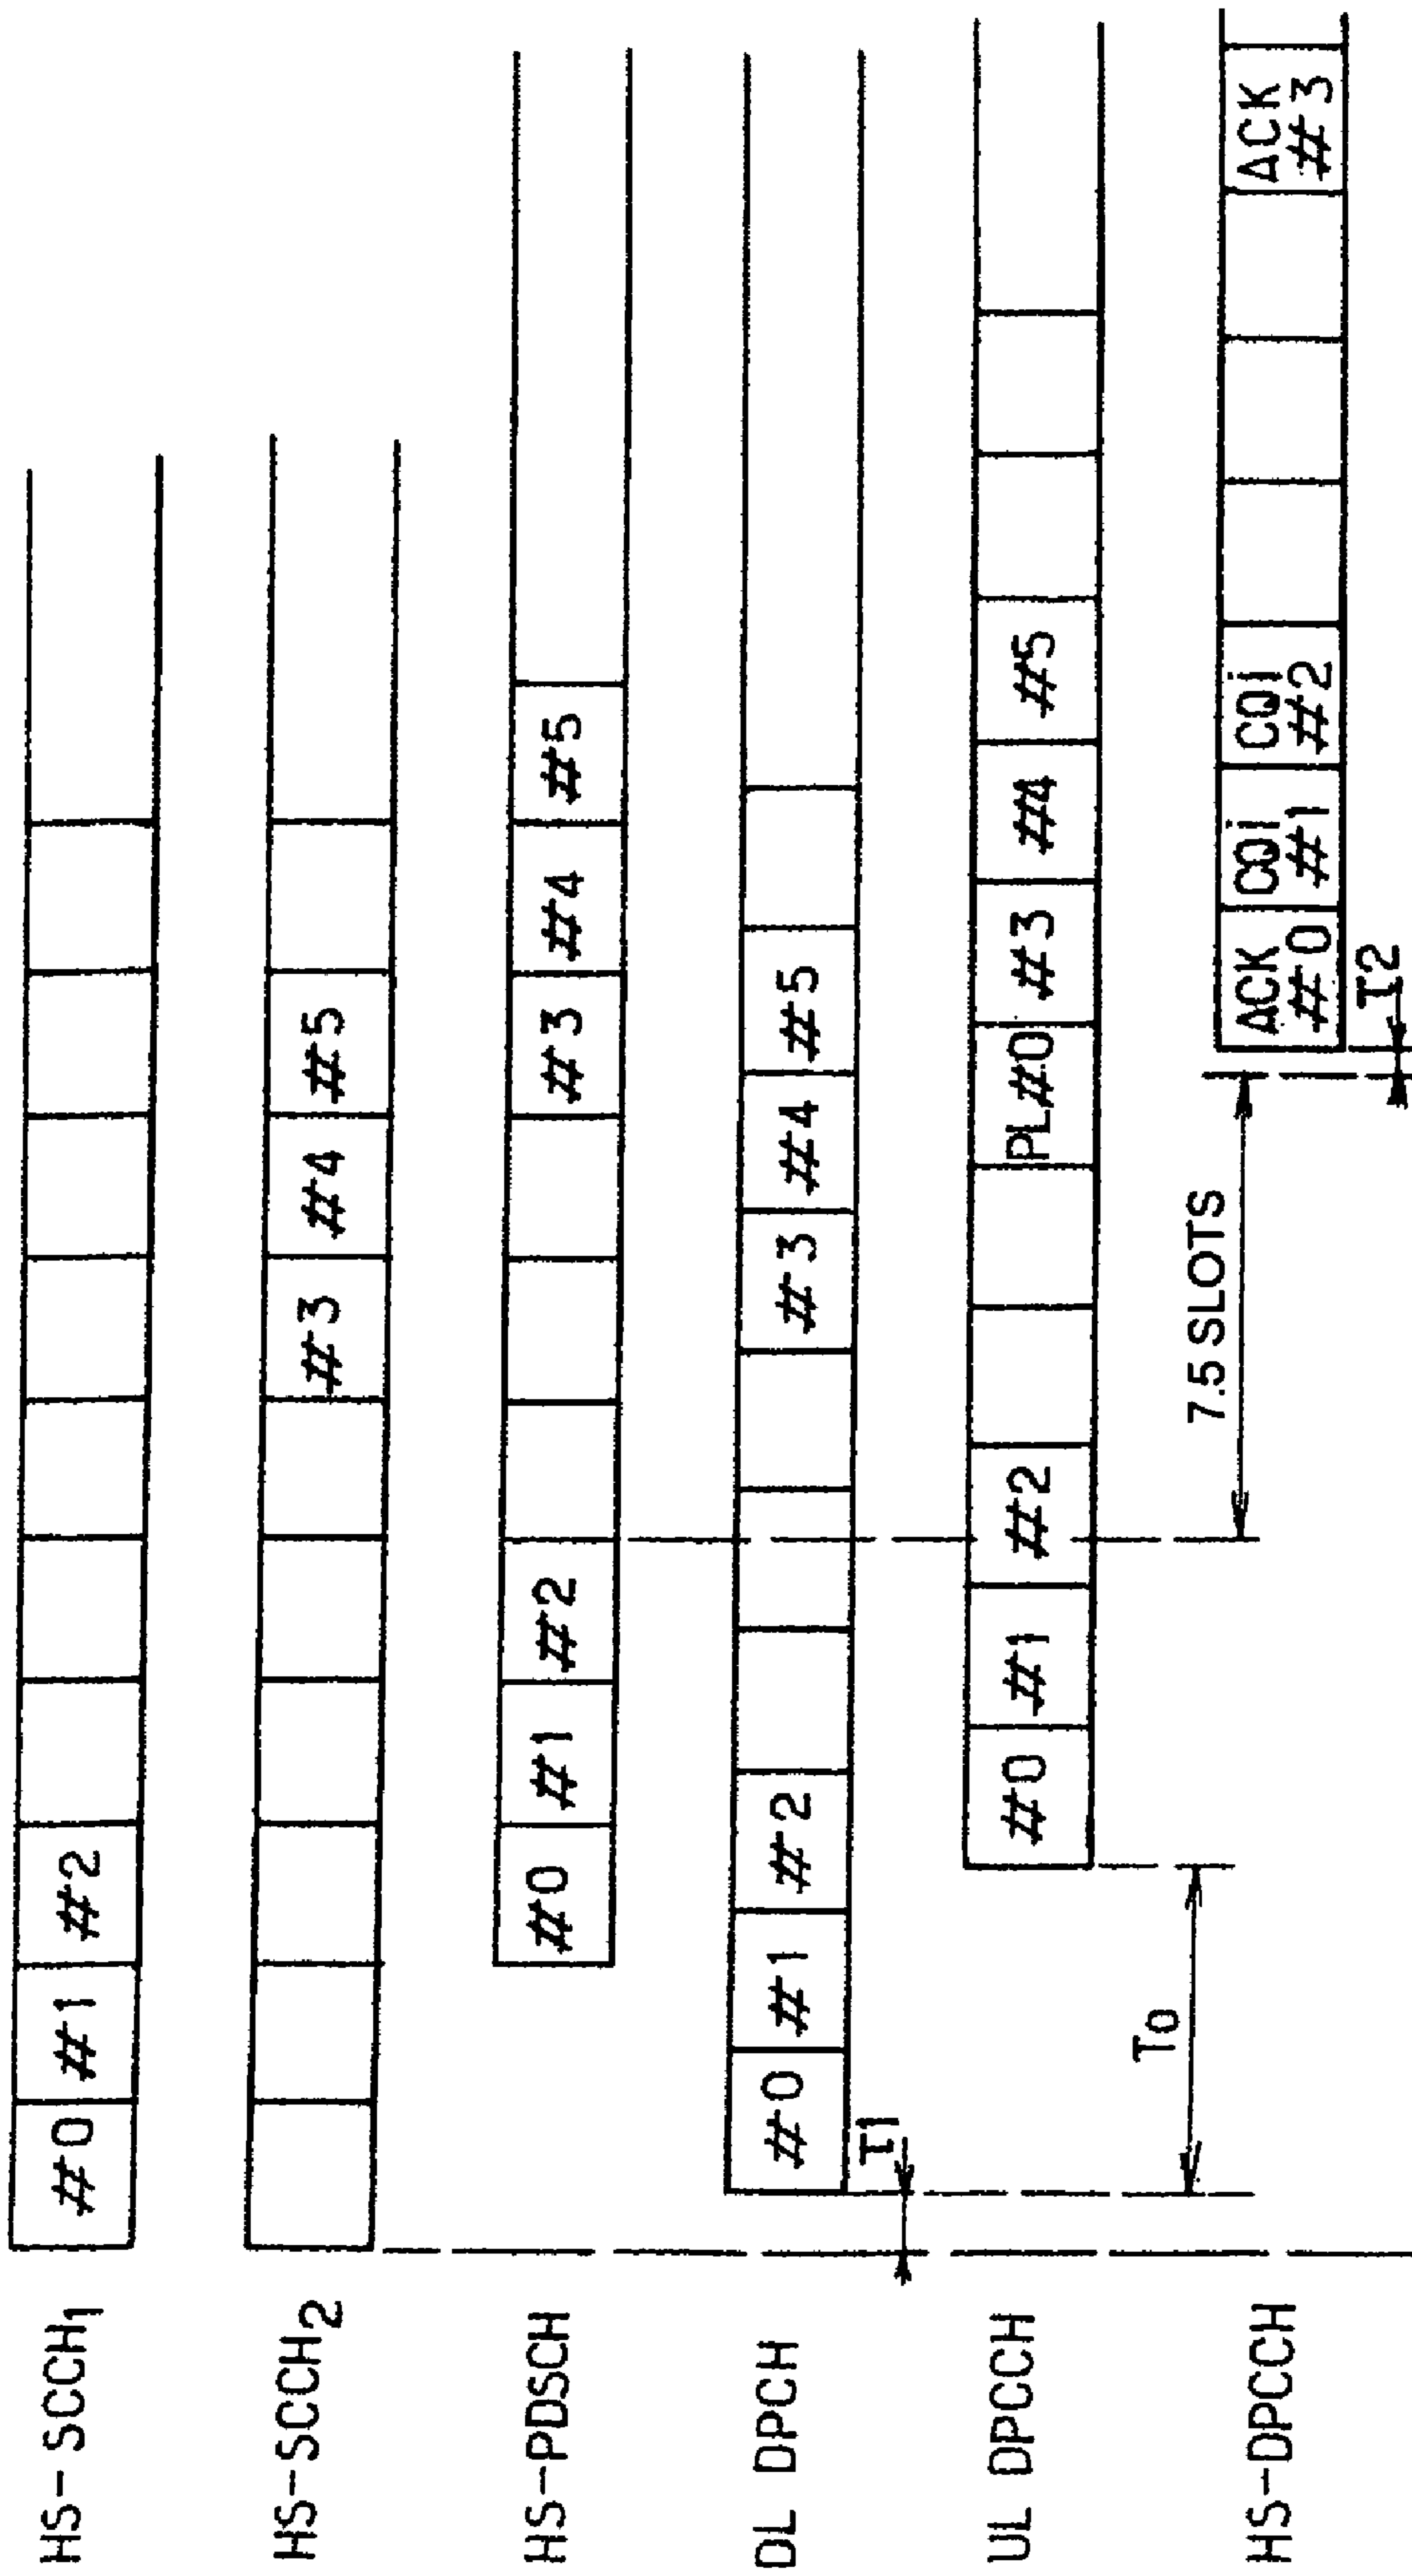 HS-SCCH1
#0 #1 #2
HS-SCCH2
#3 #4 #5
HS-PDSCH
#0 #1 #2 #3 #4 #5
DL DPCH
#0 #1 #2 #3 #4 #5
T1
UL DPCCH
#0 #1 #2 PL#0 #3 #4 #5
T0
7.5 SLOTS
HS-DPCCH
ACK CQi CQi ACK
#0 #1 #2 #3
T2